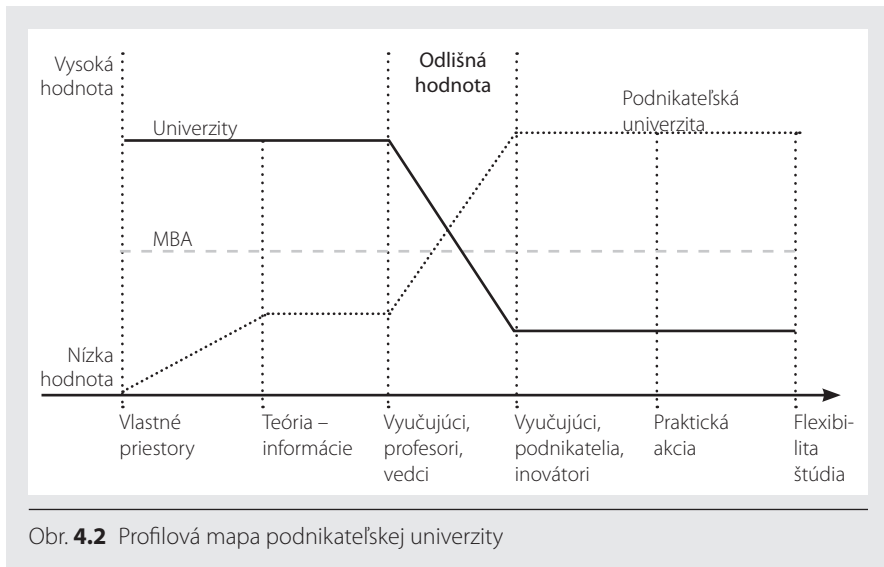 Vysoká
hodnota
Odlišná
hodnota
Podnikateľská
univerzita
Univerzity
MBA
Nízka
hodnota
Vlastné
priestory
Teória –
informácie
Vyučujúci,
profesori,
vedci
Vyučujúci,
podnikatelia,
inovátori
Praktická
akcia
Flexibi-
lita
štúdia
Obr. 4.2 Profilová mapa podnikateľskej univerzity